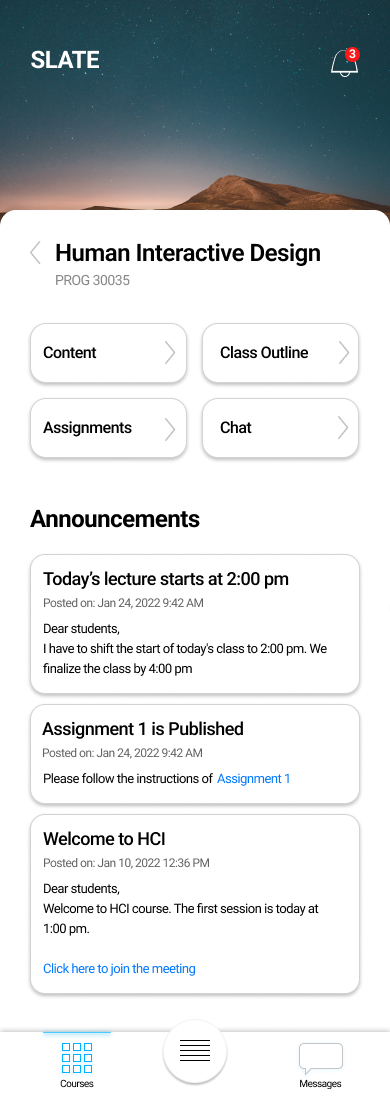 SLATE
3
Human Interactive Design
PROG 30035
Content
Class Outline
Assignments
Chat
Announcements
Today's lecture starts at 2:00 pm
Posted on: Jan 24, 2022 9:42 AM
Dear students,
I have to shift the start of today's class to 2:00 pm. We
finalize the class by 4:00 pm
Assignment 1 is Published
Posted on: Jan 24, 2022 9:42 AM
Please follow the instructions of Assignment 1
Welcome to HCI
Posted on: Jan 10, 2022 12:36 PM
Dear students,
Welcome to HCI course. The first session is today at
1:00 pm.
Click here to join the meeting
Courses
Messages